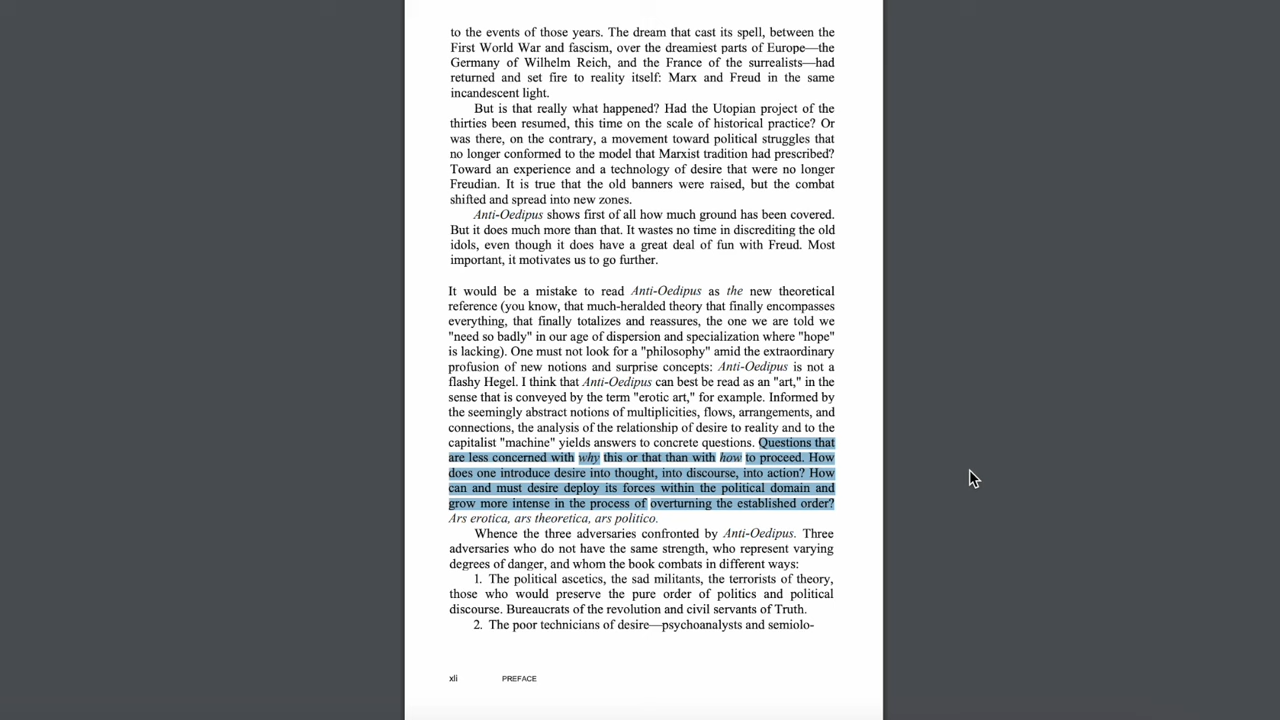 to the events of those years. The dream that cast its spell, between the
First World War and fascism, over the dreamiest parts of Europe—the
Germany of Wilhelm Reich, and the France of the surrealists—had
returned and set fire to reality itself: Marx and Freud in the same
incandescent light.
But is that really what happened? Had the Utopian project of the
thirties been resumed, this time on the scale of historical practice? Or
was there, on the contrary, a movement toward political struggles that
no longer conformed to the model that Marxist tradition had prescribed?
Toward an experience and a technology of desire that were no longer
Freudian. It is true that the old banners were raised, but the combat
shifted and spread into new zones.
Anti-Oedipus shows first of all how much ground has been covered.
But it does much more than that. It wastes no time in discrediting the old
idols, even though it does have a great deal of fun with Freud. Most
important, it motivates us to go further.
It would be a mistake to read Anti-Oedipus as the new theoretical
reference (you know, that much-heralded theory that finally encompasses
everything, that finally totalizes and reassures, the one we are told we
"need so badly" in our age of dispersion and specialization where "hope"
is lacking). One must not look for a "philosophy" amid the extraordinary
profusion of new notions and surprise concepts: Anti-Oedipus is not a
flashy Hegel. I think that Anti-Oedipus can best be read as an "art," in the
sense that is conveyed by the term "erotic art," for example. Informed by
the seemingly abstract notions of multiplicities, flows, arrangements, and
connections, the analysis of the relationship of desire to reality and to the
capitalist "machine" yields answers to concrete questions. Questions that
are less concerned with why this or that than with how to proceed. How
does one introduce desire into thought, into discourse, into action? How
can and must desire deploy its forces within the political domain and
grow more intense in the process of overturning the established order?
Ars erotica, ars theoretica, ars politico.
Whence the three adversaries confronted by Anti-Oedipus. Three
adversaries who do not have the same strength, who represent varying
degrees of danger, and whom the book combats in different ways:
1. The political ascetics, the sad militants, the terrorists of theory,
those who would preserve the pure order of politics and political
discourse. Bureaucrats of the revolution and civil servants of Truth.
2. The poor technicians of desire—psychoanalysts and semiolo-
xli PREFACE